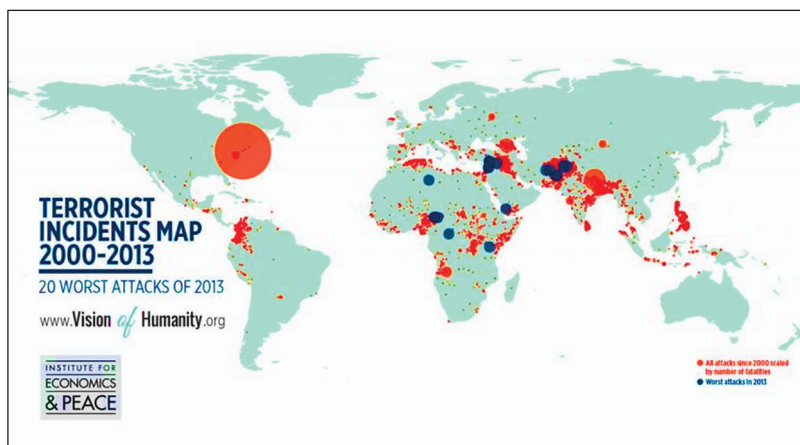 TERRORIST
INCIDENTS MAP
2000-2013
20 WORST ATTACKS OF 2013
www.Vision of Humanity.org
INSTITUTE FOR
ECONOMICS
& PEACE
All attacks since 2000 scaled
by number of fatalities
Worst attacks in 2013